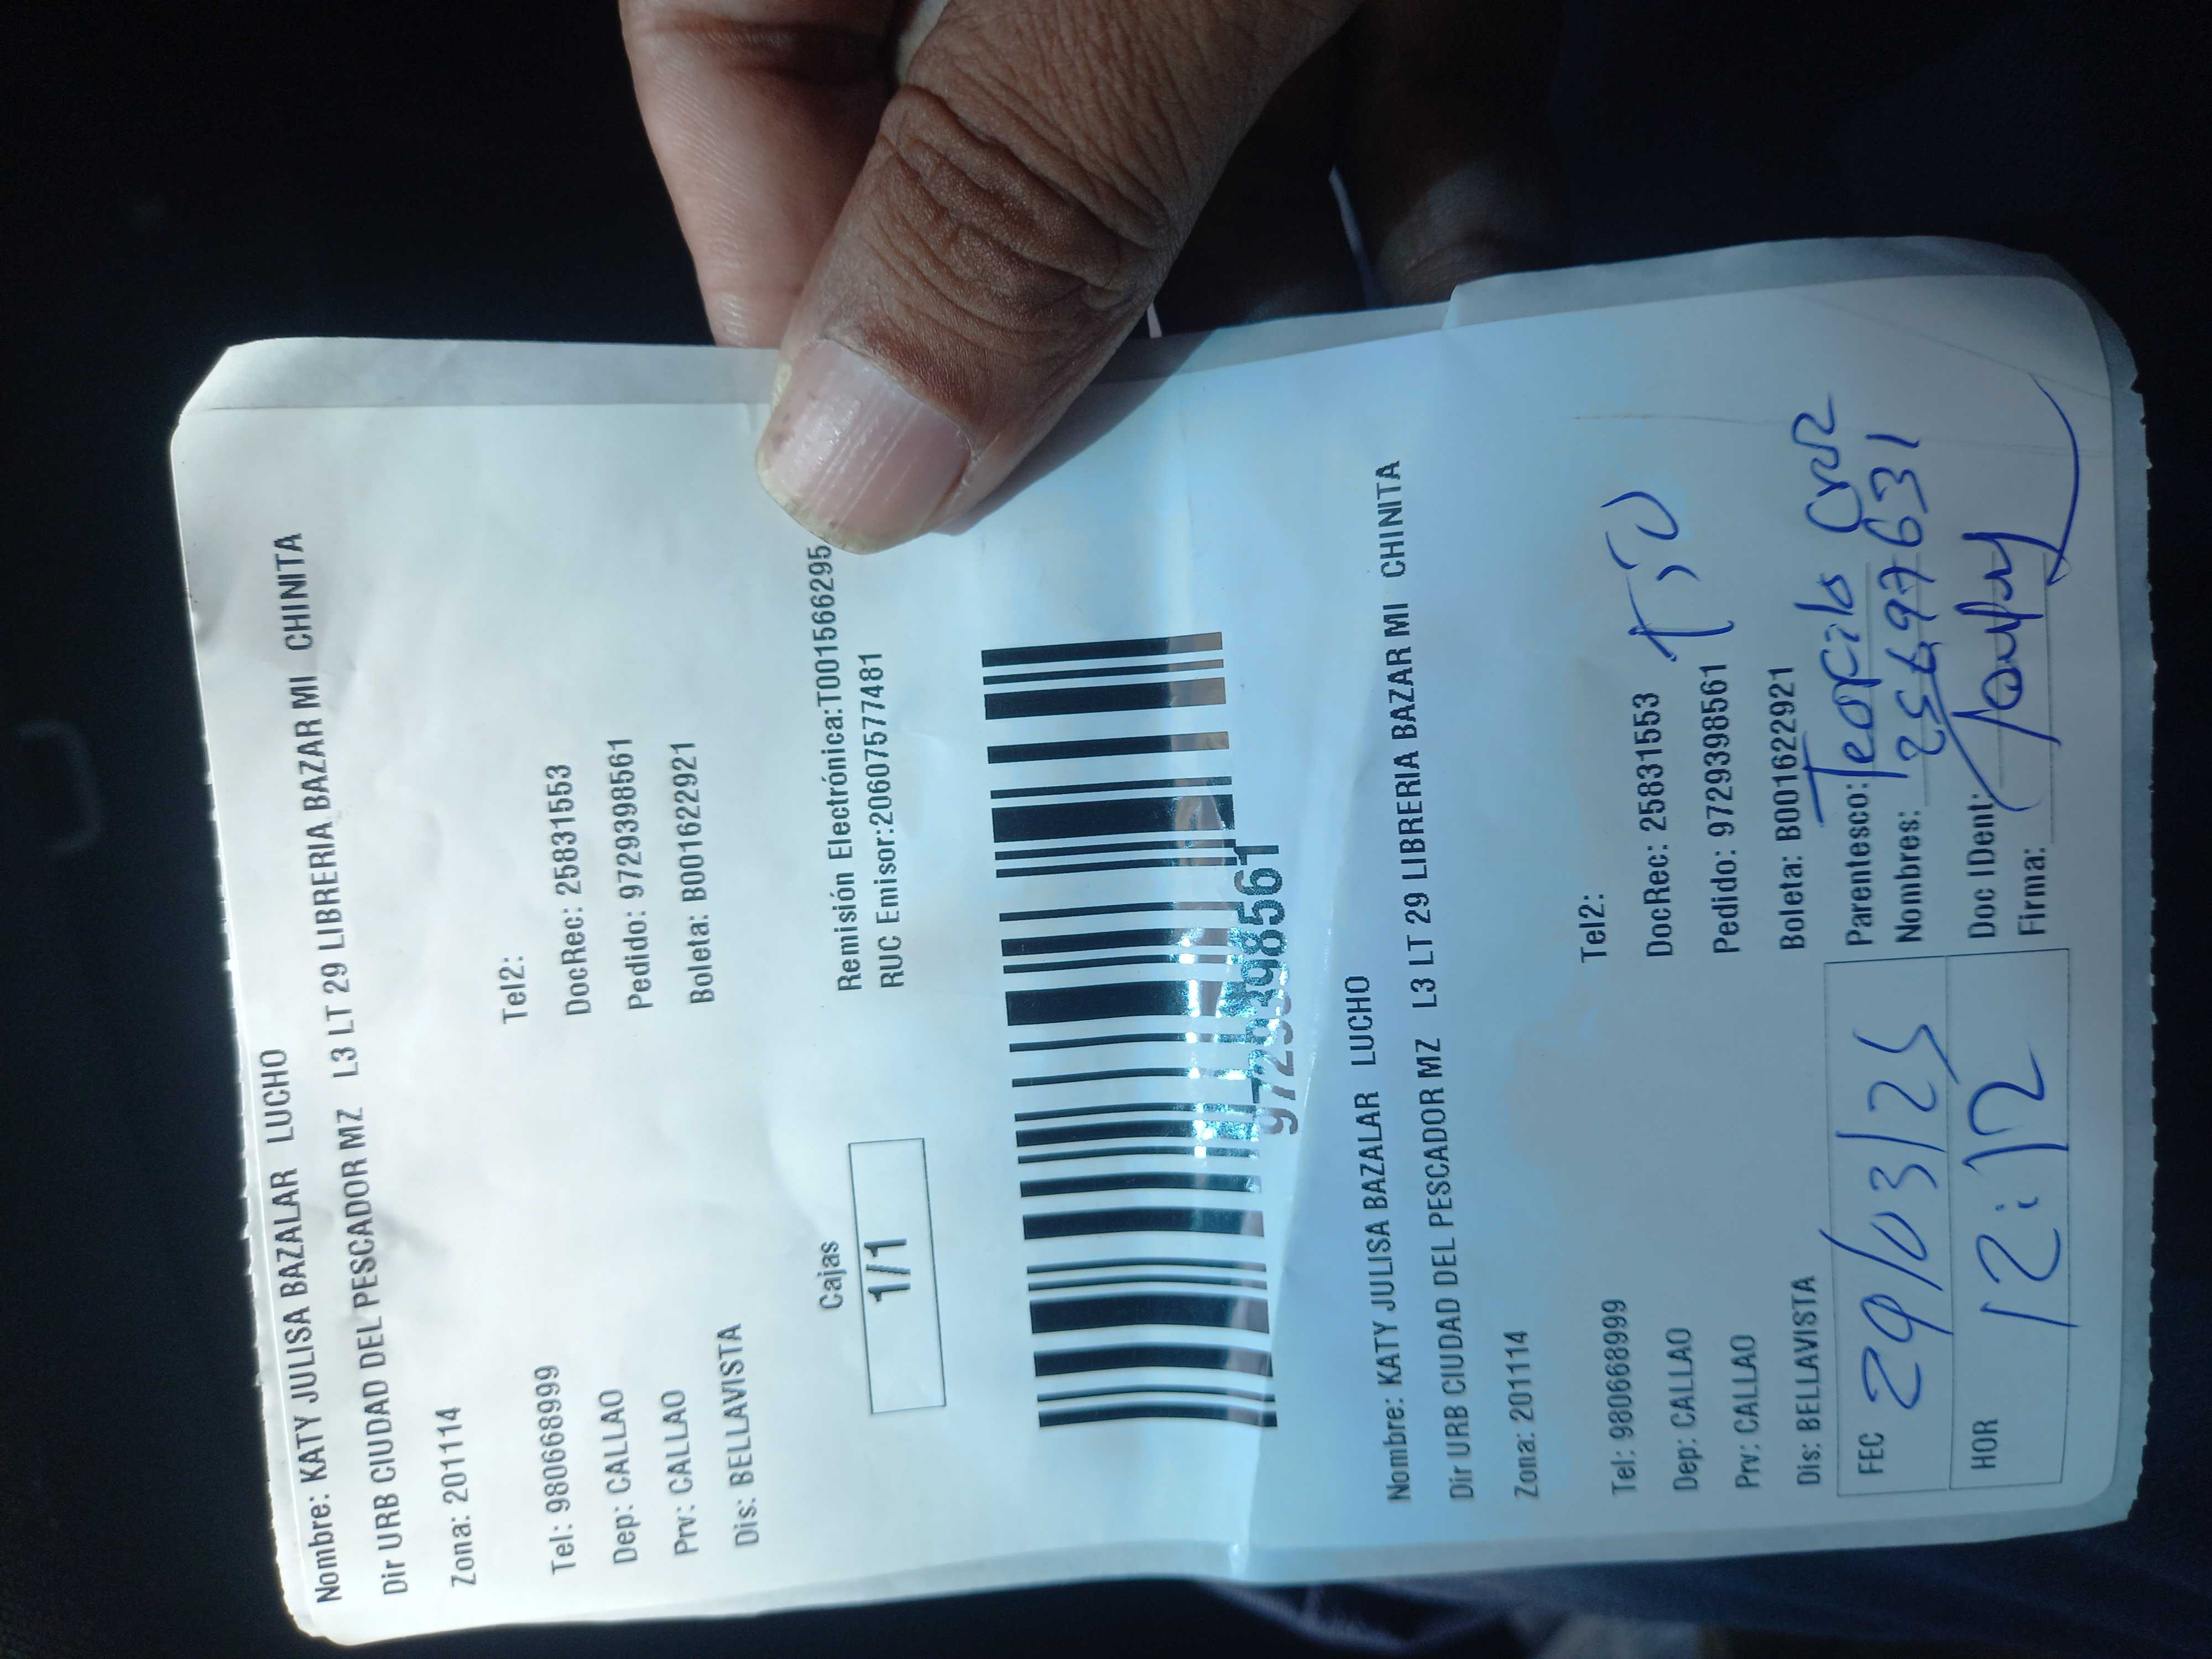 Nombre: KATY JULISA BAZALAR LUCHO
Dir URB CIUDAD DEL PESCADOR MZ L3 LT 29 LIBRERIA BAZAR MI CHINITA
Zona: 201114
Tel: 980668999 Tel2:
Dep: CALLAO DocRec: 25831553
Prv: CALLAO Pedido: 9729398561
Dis: BELLAVISTA Boleta: B001622921
Cajas Remisión Electrónica:T001566295
1/1 RUC Emisor:20607577481
9729398561
Nombre: KATY JULISA BAZALAR LUCHO
Dir URB CIUDAD DEL PESCADOR MZ L3 LT 29 LIBRERIA BAZAR MI CHINITA
Zona: 201114
Tel2:
Tel: 980668999 DocRec: 25831553
Dep: CALLAO Pedido: 9729398561
Prv: CALLAO Boleta: B001622921
Dis: BELLAVISTA Parentesco: Teofilo
FEC 29/03/25 Nombres: 25697631
HOR 12:12 Doc IDent:
Firma: